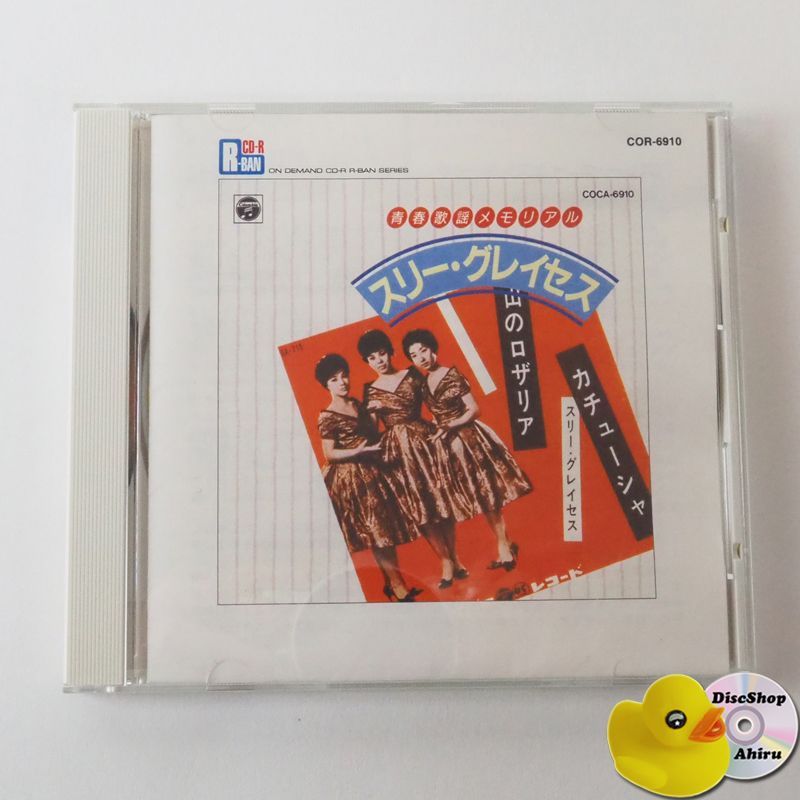 CD-R
R-BAN
ON DEMAND CD-R R-BAN SERIES
COR-6910
COCA-6910
青春歌謡メモリアル
スリー・グレイセス
山のロザリア
カチューシャ
スリー・グレイセス
レコード
DiscShop
Ahiru